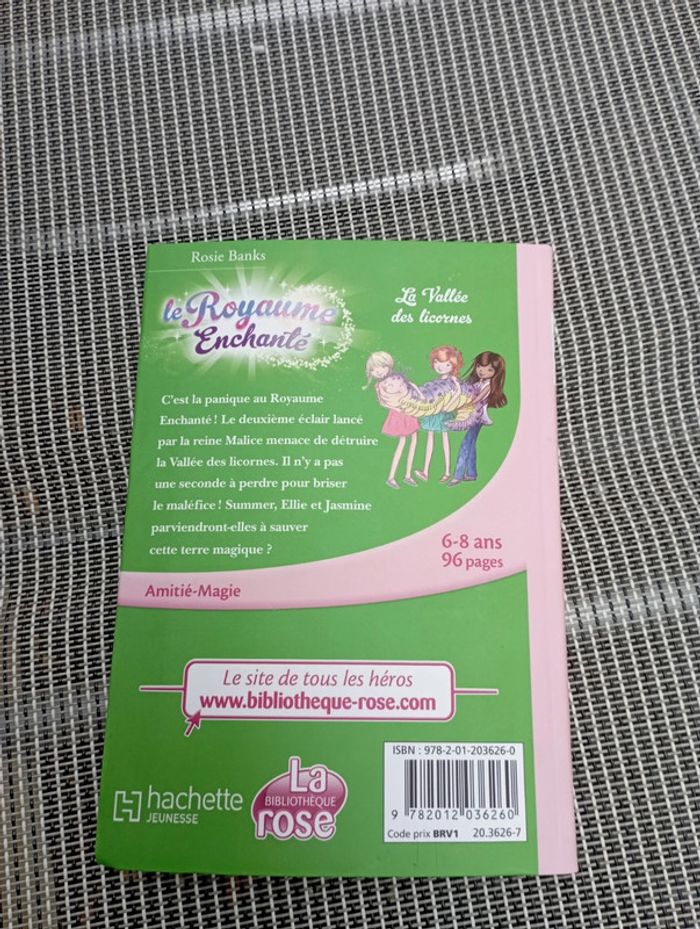 Rosie Banks
le Royaume
Enchanté
La Vallée
des licornes
C'est la panique au Royaume
Enchanté ! Le deuxième éclair lancé
par la reine Malice menace de détruire
la Vallée des licornes. Il n'y a pas
une seconde à perdre pour briser
le maléfice ! Summer, Ellie et Jasmine
parviendront-elles à sauver
cette terre magique ?
6-8 ans
96 pages
Amitié-Magie
Le site de tous les héros
www.bibliotheque-rose.com
hachette
JEUNESSE
La
BIBLIOTHÈQUE
rose
ISBN : 978-2-01-203626-0
9 782012 036260
Code prix BRV1 20.3626-7